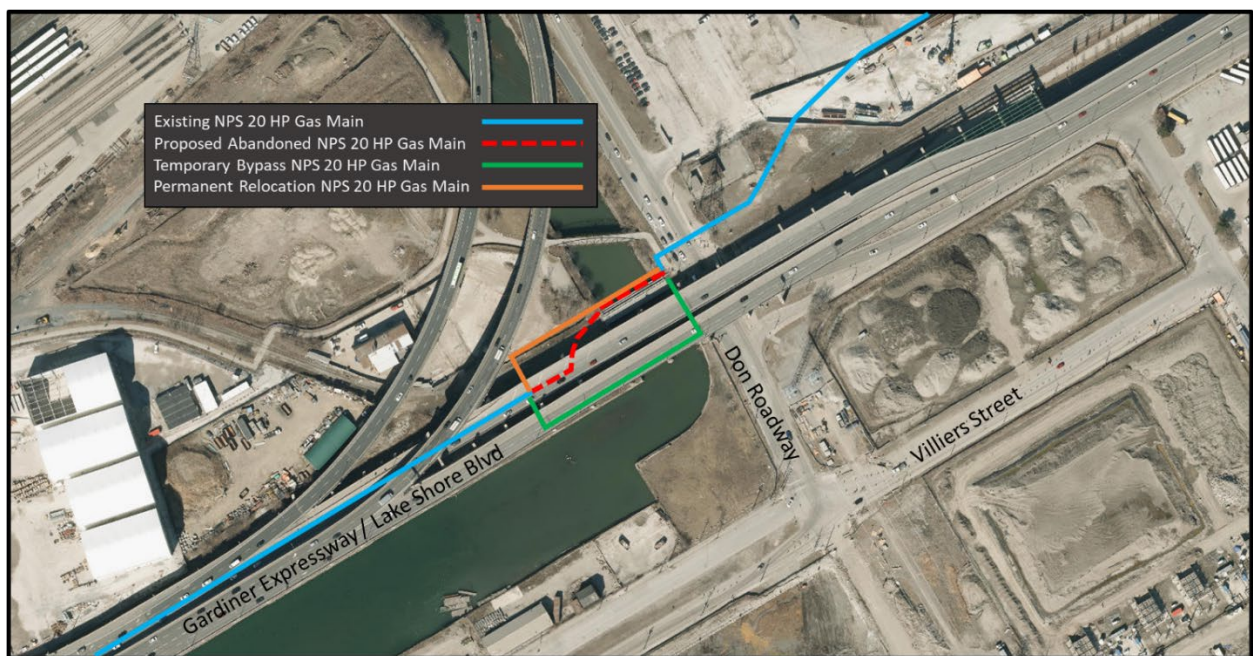 Existing NPS 20 HP Gas Main
Proposed Abandoned NPS 20 HP Gas Main
Temporary Bypass NPS 20 HP Gas Main
Permanent Relocation NPS 20 HP Gas Main
Gardiner Expressway / Lake Shore Blvd
Don Roadway
Villiers Street